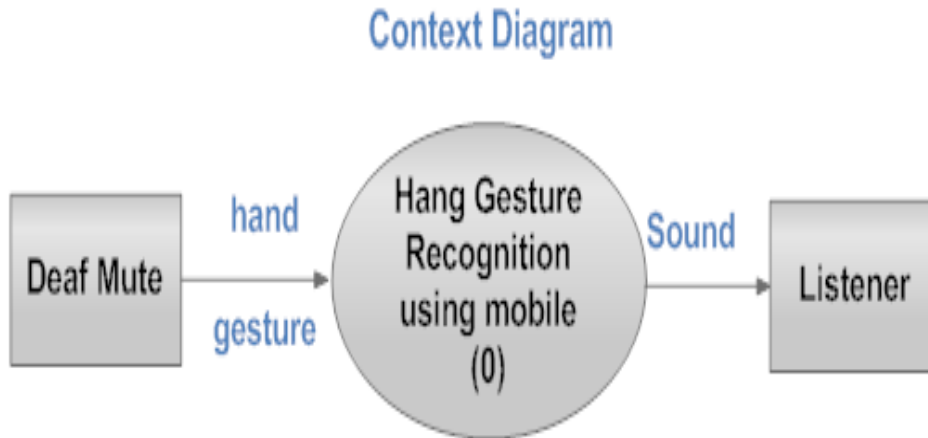 Context Diagram
Deaf Mute
hand
gesture
Hang Gesture
Recognition
using mobile
(0)
Sound
Listener